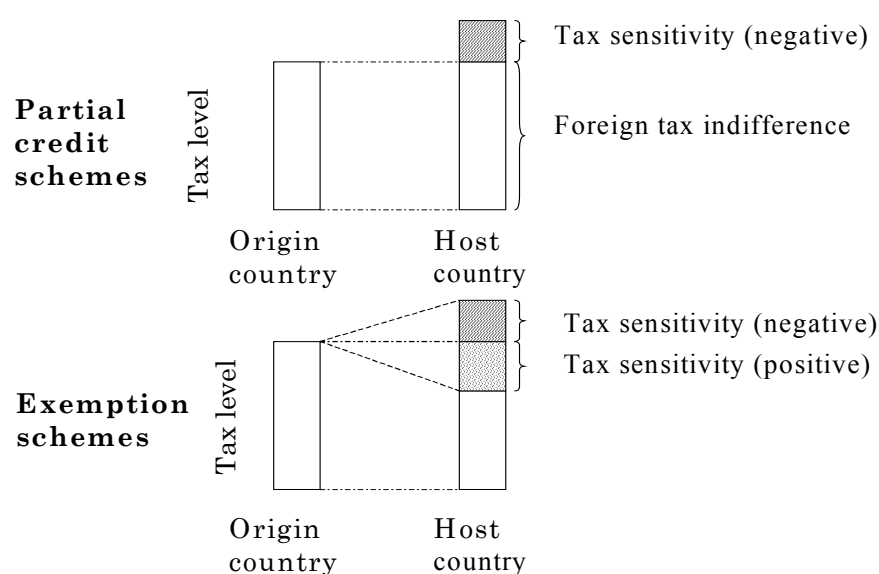 Tax sensitivity (negative)
Partial
credit
schemes
Tax level
Foreign tax indifference
Origin
country
Host
country
Tax sensitivity (negative)
Tax sensitivity (positive)
Exemption
schemes
Tax level
Origin
country
Host
country